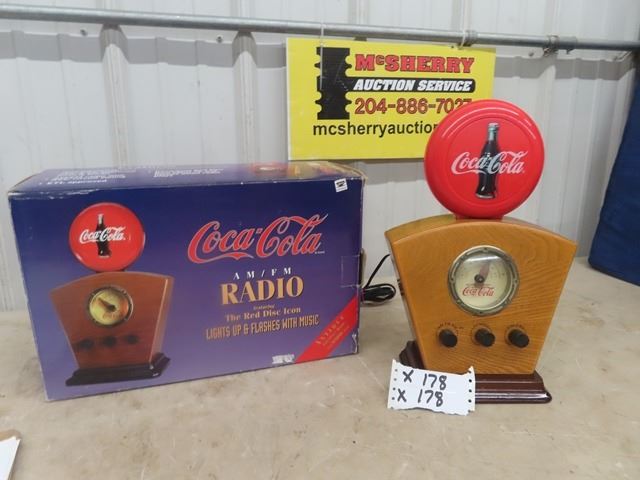 McSHERRY
AUCTION SERVICE
204-886-7027
mcsherryauction
Coca-Cola
Coca-Cola
AM/FM
RADIO
featuring
The Red Disc Icon
LIGHTS UP & FLASHES WITH MUSIC
Coca-Cola
Coca-Cola
X 178
X 178